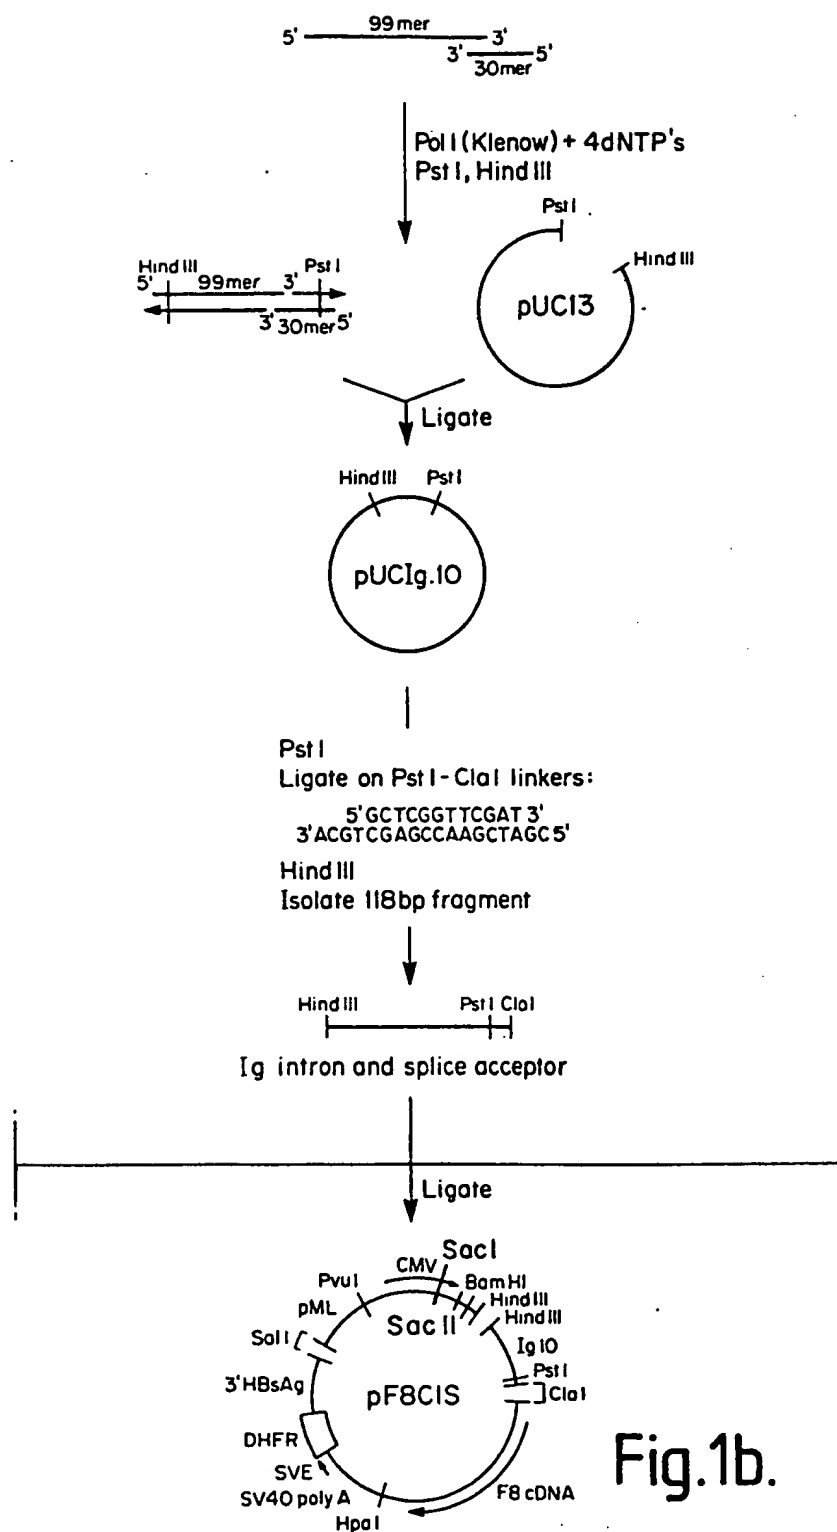 99mer
5' 3'
3' 5'
30mer
Pol I (Klenow) + 4dNTP's
Pst I, Hind III
Pst I
Hind III
pUC13
Hind III Pst I
5' 99mer 3'
3' 30mer 5'
Ligate
Hind III Pst I
pUCIg.10
Pst I
Ligate on Pst I - Cla I linkers:
5'GCTCGGTTCGAT 3'
3'ACGTCGAGCCAAGCTAGC5'
Hind III
Isolate 118bp fragment
Hind III Pst I Cla I
Ig intron and splice acceptor
Ligate
Sac I
CMV
Bam HI
Pvu I
Hind III
pML
Sac II
Hind III
Sal I
Ig 10
Pst I
3'HBsAg
pF8CIS
Cla I
DHFR
SVE
SV40 poly A
F8 cDNA
Hpa I
Fig.1b.